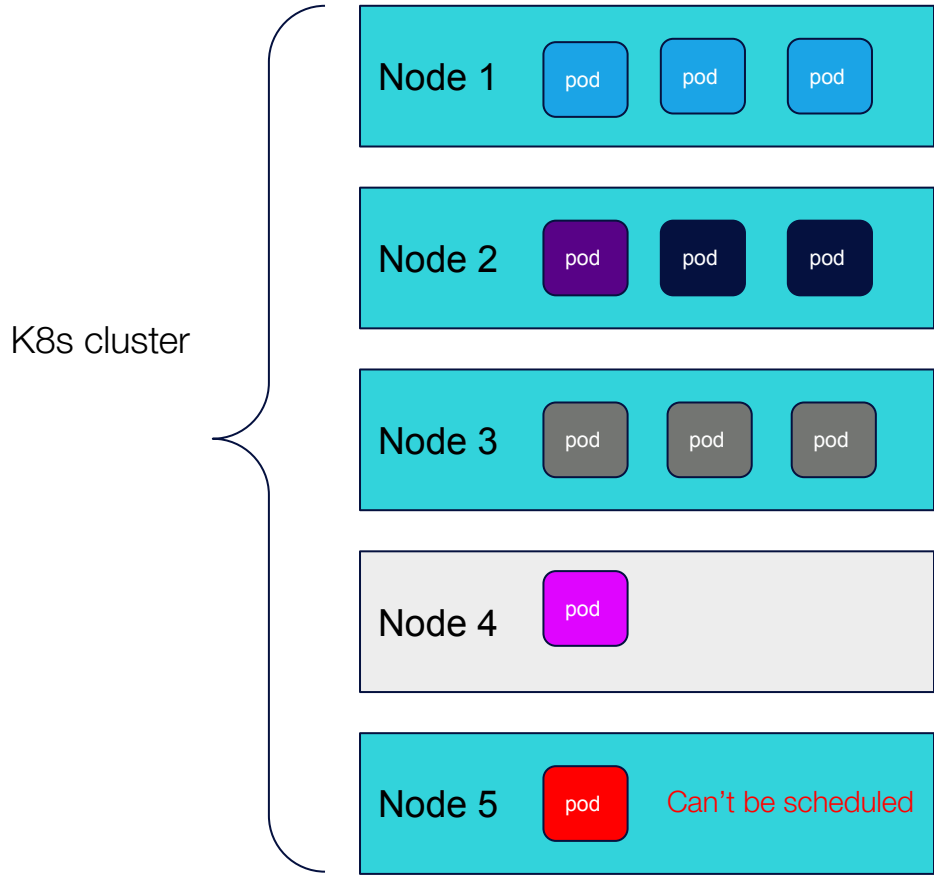 Node 1
pod
pod
pod
Node 2
pod
pod
pod
K8s cluster
Node 3
pod
pod
pod
Node 4
pod
Node 5
pod
Can't be scheduled